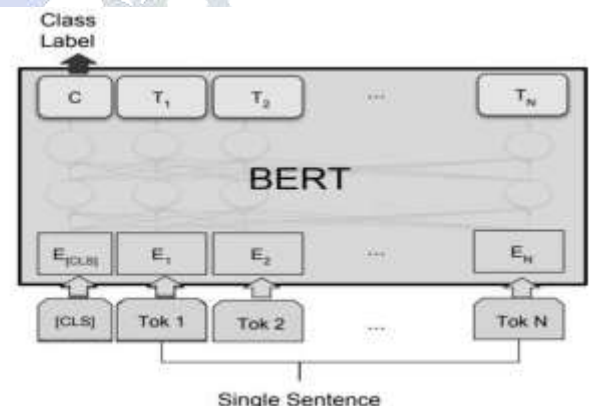 Class
Label
C T₁ T₂ ... Tₙ
BERT
E[CLS] E₁ E₂ ... Eₙ
[CLS] Tok 1 Tok 2 ... Tok N
Single Sentence